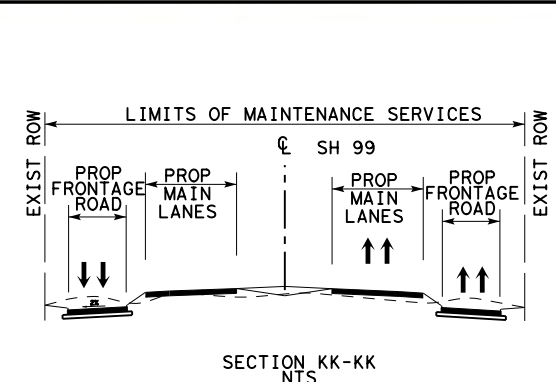 LIMITS OF MAINTENANCE SERVICES
EXIST ROW
EXIST ROW
℄ SH 99
PROP
FRONTAGE
ROAD
PROP
MAIN
LANES
PROP
MAIN
LANES
PROP
FRONTAGE
ROAD
2%
SECTION KK-KK
NTS